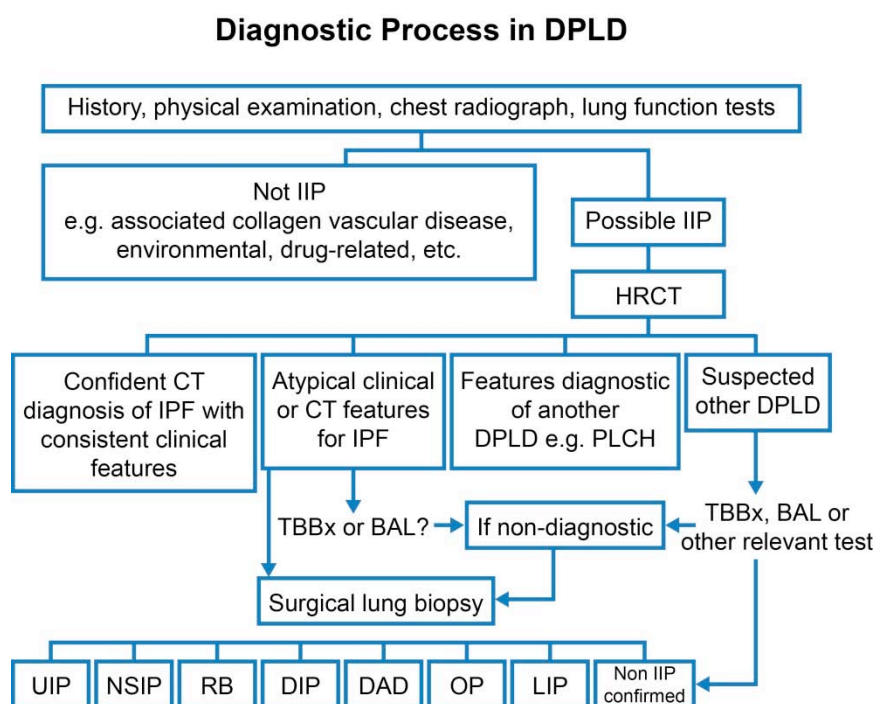 Diagnostic Process in DPLD
History, physical examination, chest radiograph, lung function tests
Not IIP
e.g. associated collagen vascular disease,
environmental, drug-related, etc.
Possible IIP
HRCT
Confident CT
diagnosis of IPF with
consistent clinical
features
Atypical clinical
or CT features
for IPF
Features diagnostic
of another
DPLD e.g. PLCH
Suspected
other DPLD
TBBx or BAL?
If non-diagnostic
TBBx, BAL or
other relevant test
Surgical lung biopsy
UIP
NSIP
RB
DIP
DAD
OP
LIP
Non IIP
confirmed